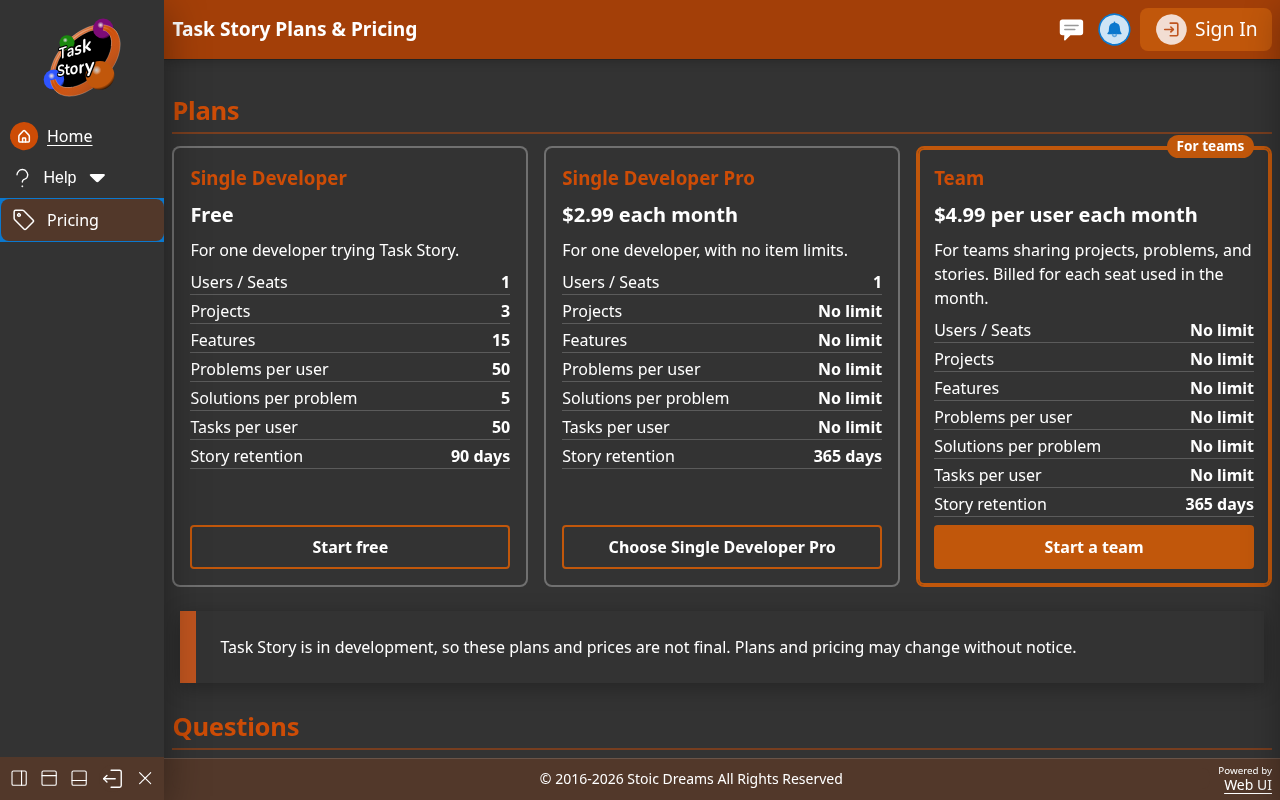 Task Story
Home
Help
Pricing
Task Story Plans & Pricing
Sign In
Plans
Single Developer
Free
For one developer trying Task Story.
Users / Seats 1
Projects 3
Features 15
Problems per user 50
Solutions per problem 5
Tasks per user 50
Story retention 90 days
Start free
Single Developer Pro
$2.99 each month
For one developer, with no item limits.
Users / Seats 1
Projects No limit
Features No limit
Problems per user No limit
Solutions per problem No limit
Tasks per user No limit
Story retention 365 days
Choose Single Developer Pro
For teams
Team
$4.99 per user each month
For teams sharing projects, problems, and
stories. Billed for each seat used in the
month.
Users / Seats No limit
Projects No limit
Features No limit
Problems per user No limit
Solutions per problem No limit
Tasks per user No limit
Story retention 365 days
Start a team
Task Story is in development, so these plans and prices are not final. Plans and pricing may change without notice.
Questions
© 2016-2026 Stoic Dreams All Rights Reserved
Powered by
Web UI